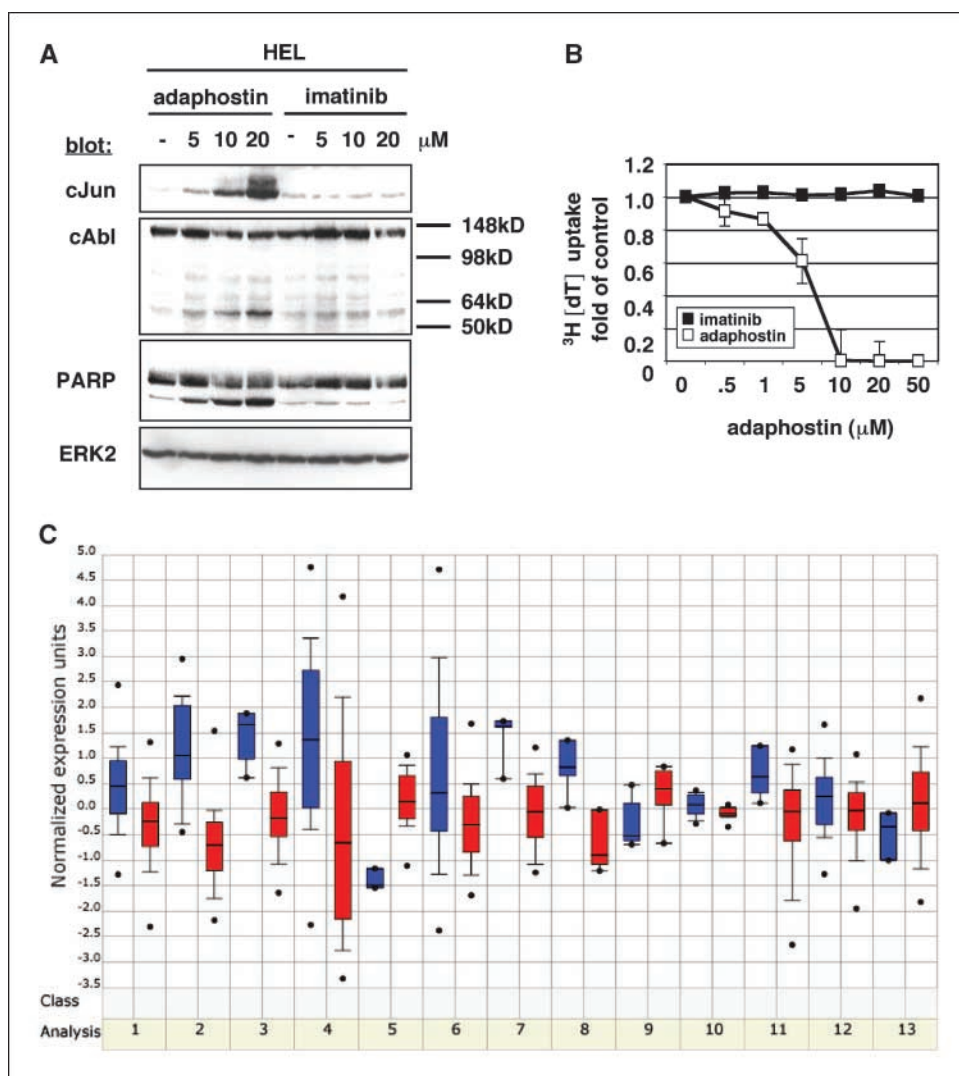 A
HEL
adaphostin imatinib
blot: - 5 10 20 - 5 10 20 μM
cJun
cAbl
148kD
98kD
64kD
50kD
PARP
ERK2
B
³H [dT] uptake
fold of control
1.2
1.0
0.8
0.6
0.4
0.2
0
imatinib
adaphostin
0 .5 1 5 10 20 50
adaphostin (μM)
C
Normalized expression units
5.0
4.5
4.0
3.5
3.0
2.5
2.0
1.5
1.0
0.5
0.0
-0.5
-1.0
-1.5
-2.0
-2.5
-3.0
-3.5
Class
Analysis 1 2 3 4 5 6 7 8 9 10 11 12 13